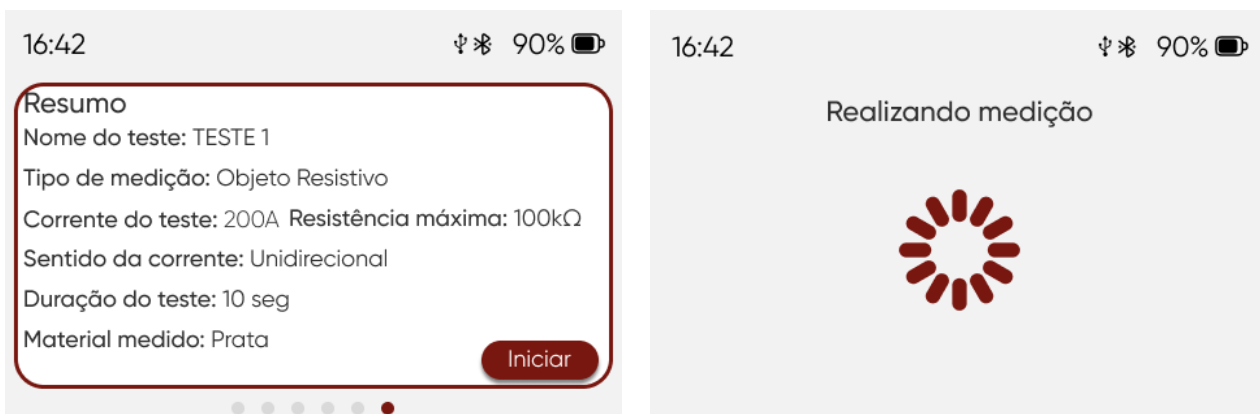 16:42 90%
Resumo
Nome do teste: TESTE 1
Tipo de medição: Objeto Resistivo
Corrente do teste: 200A Resistência máxima: 100kΩ
Sentido da corrente: Unidirecional
Duração do teste: 10 seg
Material medido: Prata
Iniciar
16:42 90%
Realizando medição